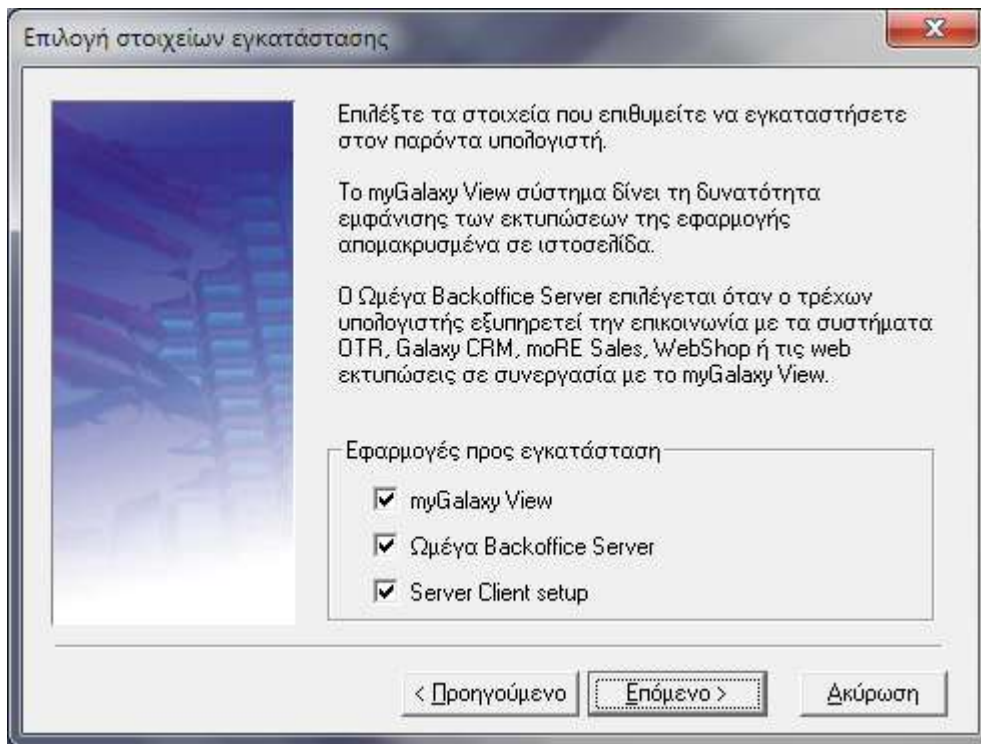 Επιλογή στοιχείων εγκατάστασης
Επιλέξτε τα στοιχεία που επιθυμείτε να εγκαταστήσετε
στον παρόντα υπολογιστή.
Το myGalaxy View σύστημα δίνει τη δυνατότητα
εμφάνισης των εκτυπώσεων της εφαρμογής
απομακρυσμένα σε ιστοσελίδα.
Ο Ωμέγα Backoffice Server επιλέγεται όταν ο τρέχων
υπολογιστής εξυπηρετεί την επικοινωνία με τα συστήματα
OTR, Galaxy CRM, moRE Sales, WebShop ή τις web
εκτυπώσεις σε συνεργασία με το myGalaxy View.
Εφαρμογές προς εγκατάσταση
myGalaxy View
Ωμέγα Backoffice Server
Server Client setup
< Προηγούμενο Επόμενο > Ακύρωση